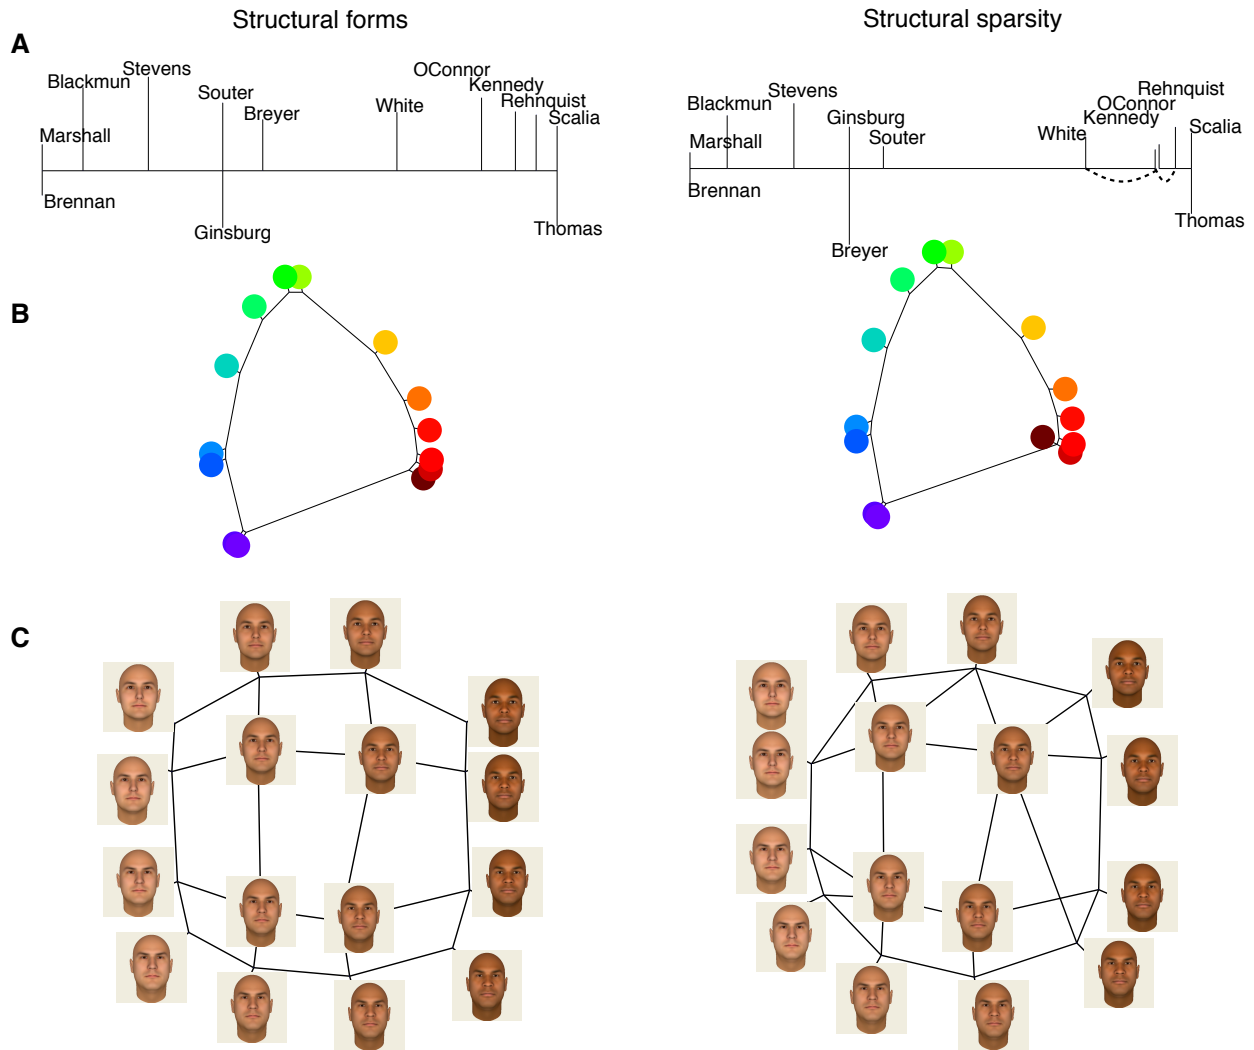 Structural forms
Structural sparsity
A
Blackmun
Stevens
Souter
Breyer
Marshall
Brennan
Ginsburg
White
OConnor
Kennedy
Rehnquist
Scalia
Thomas
Blackmun
Stevens
Ginsburg
Souter
Marshall
Brennan
Breyer
White
Kennedy
OConnor
Rehnquist
Scalia
Thomas
B
C